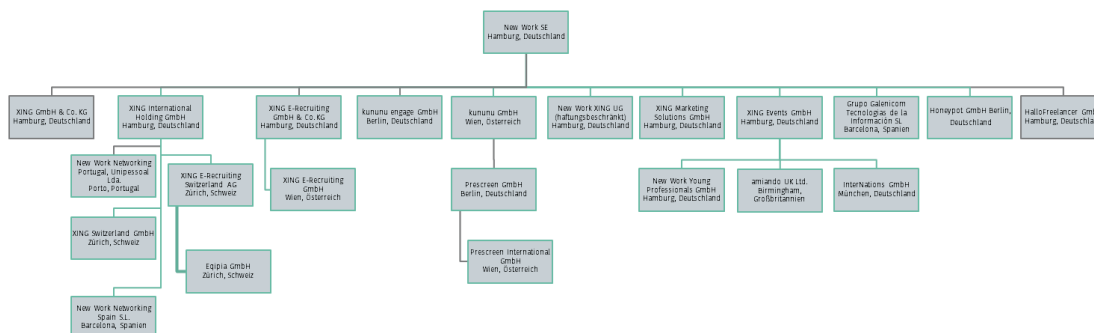 New Work SE
Hamburg, Deutschland
XING GmbH & Co. KG
Hamburg, Deutschland
XING International
Holding GmbH
Hamburg, Deutschland
XING E-Recruiting
GmbH & Co.KG
Hamburg, Deutschland
kununu engage GmbH
Berlin, Deutschland
kununu GmbH
Wien, Österreich
New Work XING UG
(haftungsbeschränkt)
Hamburg, Deutschland
XING Marketing
Solutions GmbH
Hamburg, Deutschland
XING Events GmbH
Hamburg, Deutschland
Grupo Galenicom
Tecnologias de la
Información SL
Barcelona, Spanien
Honeypot GmbH Berlin,
Deutschland
HalloFreelancer
Hamburg,
New Work Networking
Portugal, Unipessoal
Lda.
Porto, Portugal
XING E-Recruiting
Switzerland AG
Zürich, Schweiz
XING E-Recruiting
GmbH
Wien, Österreich
Prescreen GmbH
Berlin, Deutschland
New Work Young
Professionals GmbH
Hamburg, Deutschland
amiando UK Ltd.
Birmingham,
Großbritannien
InterNations GmbH
München, Deutschland
XING Switzerland GmbH
Zürich, Schweiz
Eqipia GmbH
Zürich, Schweiz
Prescreen International
GmbH
Wien, Österreich
New Work Networking
Spain S.L.
Barcelona, Spanien